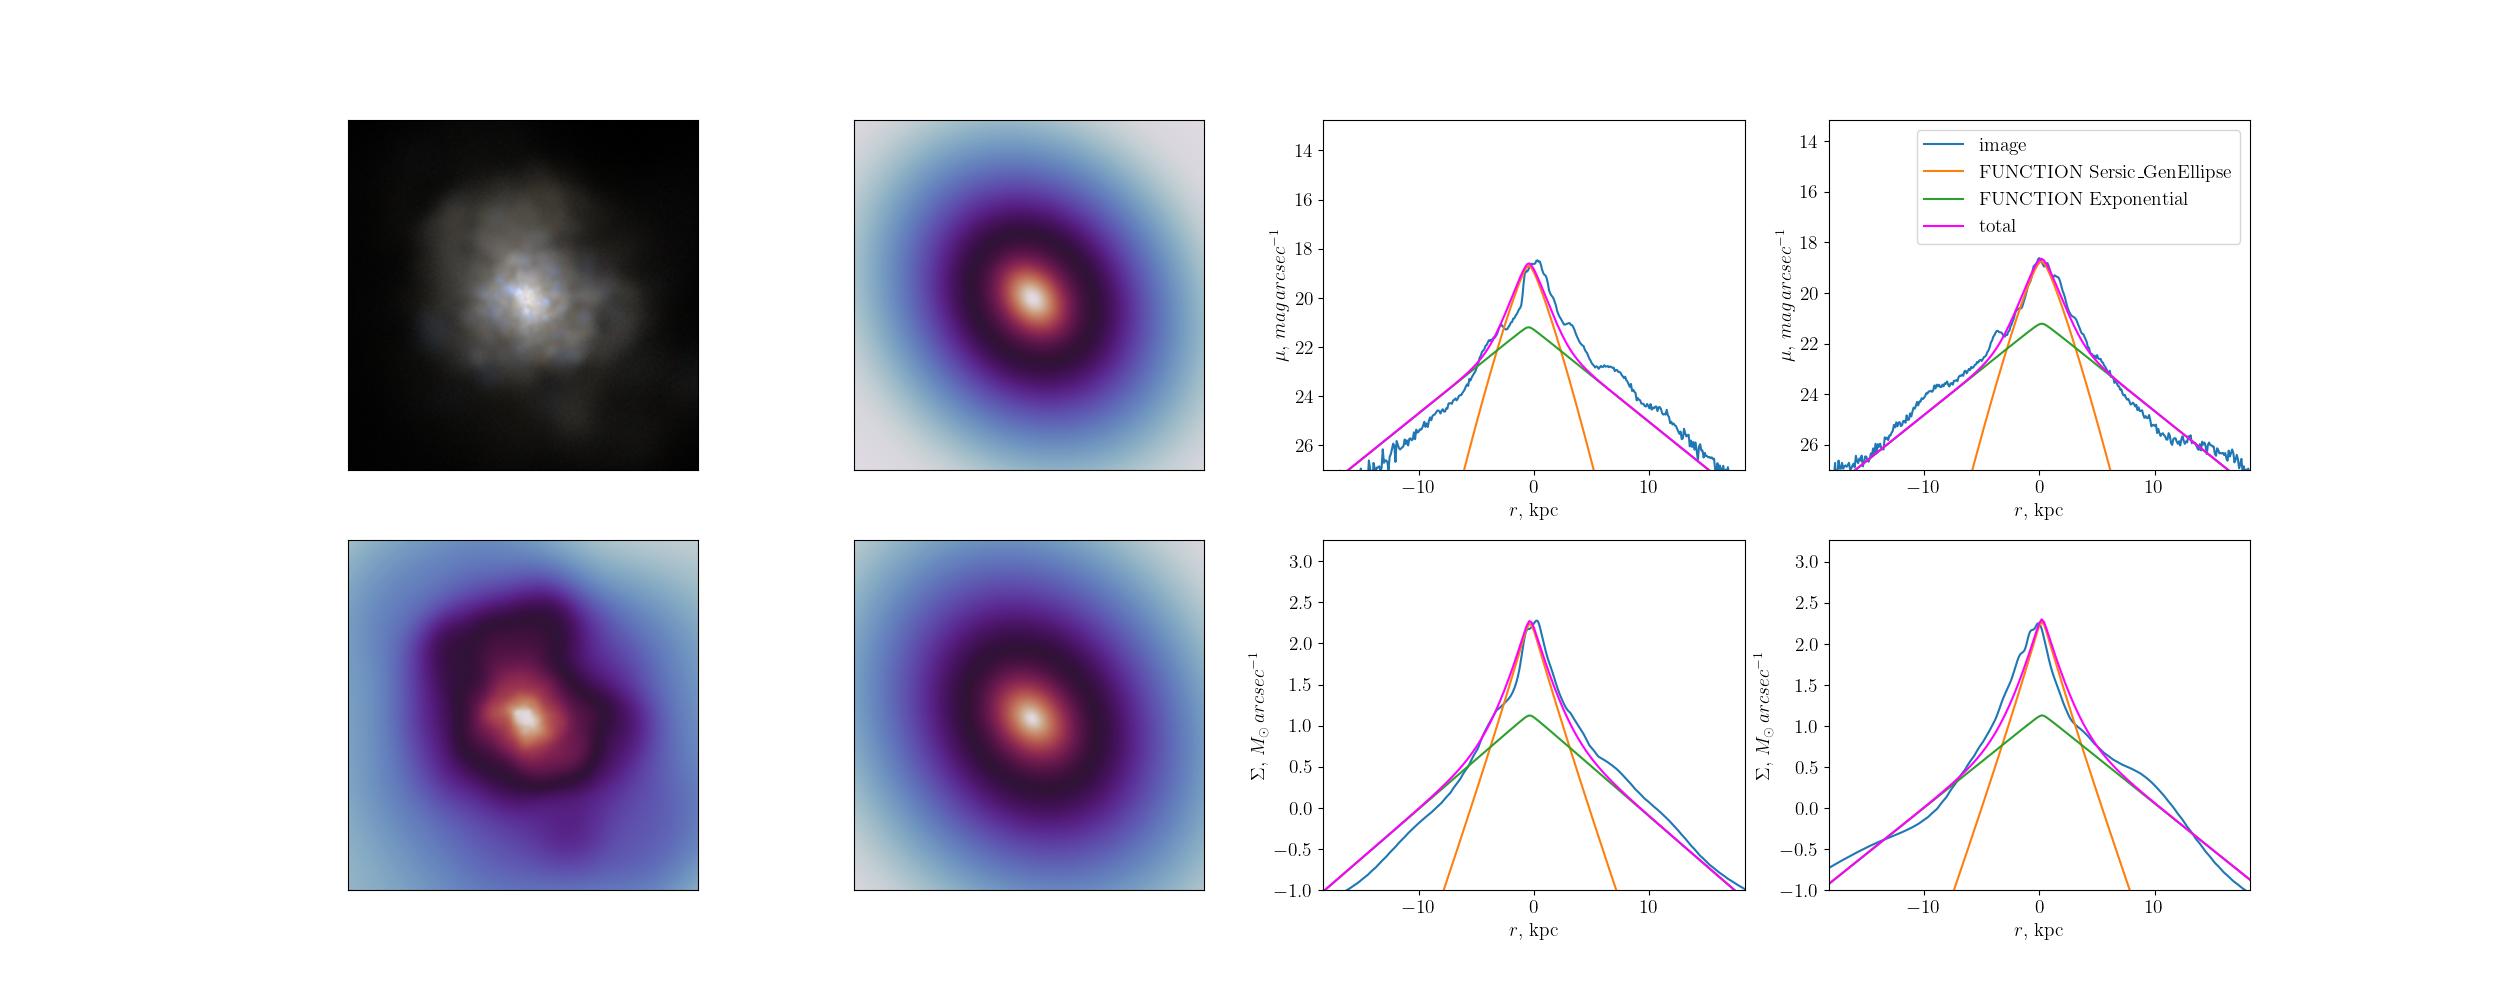 14
16
18
20
22
24
26
μ, magarcsec⁻¹
−10 0 10
r, kpc
14
16
18
20
22
24
26
μ, magarcsec⁻¹
image
FUNCTION Sersic_GenEllipse
FUNCTION Exponential
total
−10 0 10
r, kpc
3.0
2.5
2.0
1.5
1.0
0.5
0.0
−0.5
−1.0
Σ, M⊙ arcsec⁻¹
−10 0 10
r, kpc
3.0
2.5
2.0
1.5
1.0
0.5
0.0
−0.5
−1.0
Σ, M⊙ arcsec⁻¹
−10 0 10
r, kpc